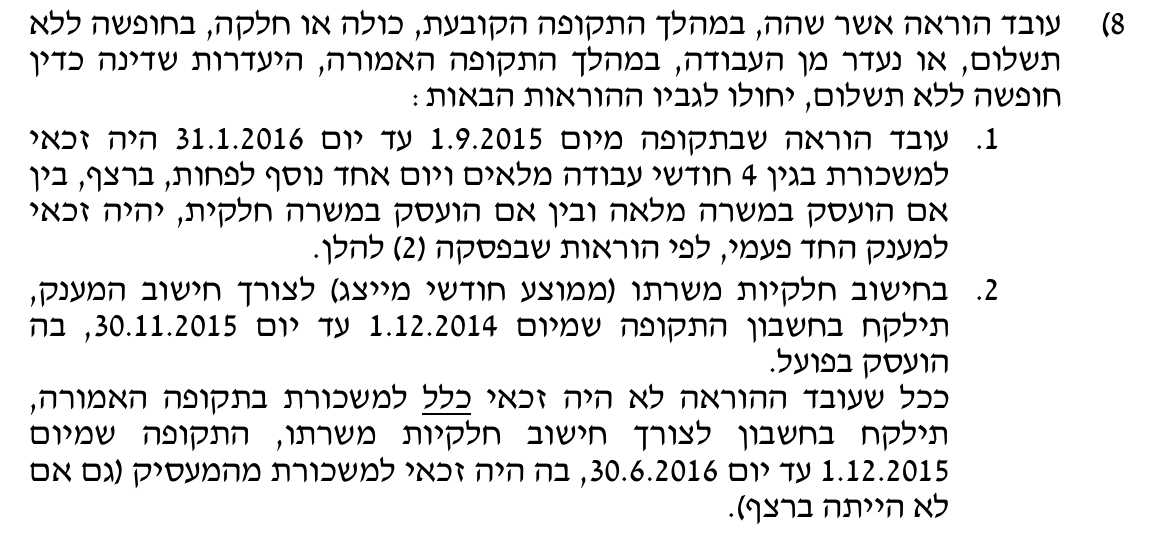 8) עובד הוראה אשר שהה, במהלך התקופה הקובעת, כולה או חלקה, בחופשה ללא
תשלום, או נעדר מן העבודה, במהלך התקופה האמורה, היעדרות שדינה כדין
חופשה ללא תשלום, יחולו לגביו ההוראות הבאות:
1. עובד הוראה שבתקופה מיום 1.9.2015 עד יום 31.1.2016 היה זכאי
למשכורת בגין 4 חודשי עבודה מלאים ויום אחד נוסף לפחות, ברצף, בין
אם הועסק במשרה מלאה ובין אם הועסק במשרה חלקית, יהיה זכאי
למענק החד פעמי, לפי הוראות שבפסקה (2) להלן.
2. בחישוב חלקיות משרתו (ממוצע חודשי מייצג) לצורך חישוב המענק,
תילקח בחשבון התקופה שמיום 1.12.2014 עד יום 30.11.2015, בה
הועסק בפועל.
ככל שעובד ההוראה לא היה זכאי כלל למשכורת בתקופה האמורה,
תילקח בחשבון לצורך חישוב חלקיות משרתו, התקופה שמיום
1.12.2015 עד יום 30.6.2016, בה היה זכאי למשכורת מהמעסיק (גם אם
לא הייתה ברצף).